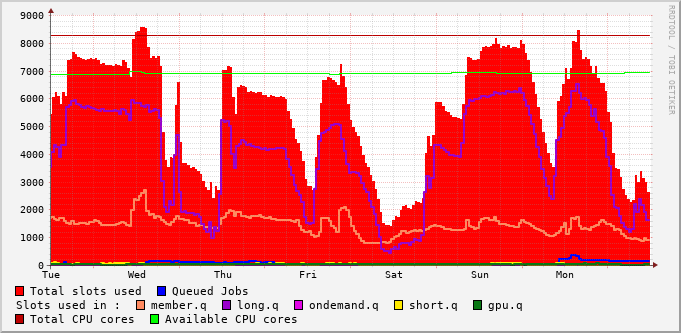 9000
8000
7000
6000
5000
4000
3000
2000
1000
0
Tue Wed Thu Fri Sat Sun Mon
RRDTOOL / TOBI OETIKER
Total slots used Queued Jobs
Slots used in : member.q long.q ondemand.q short.q gpu.q
Total CPU cores Available CPU cores